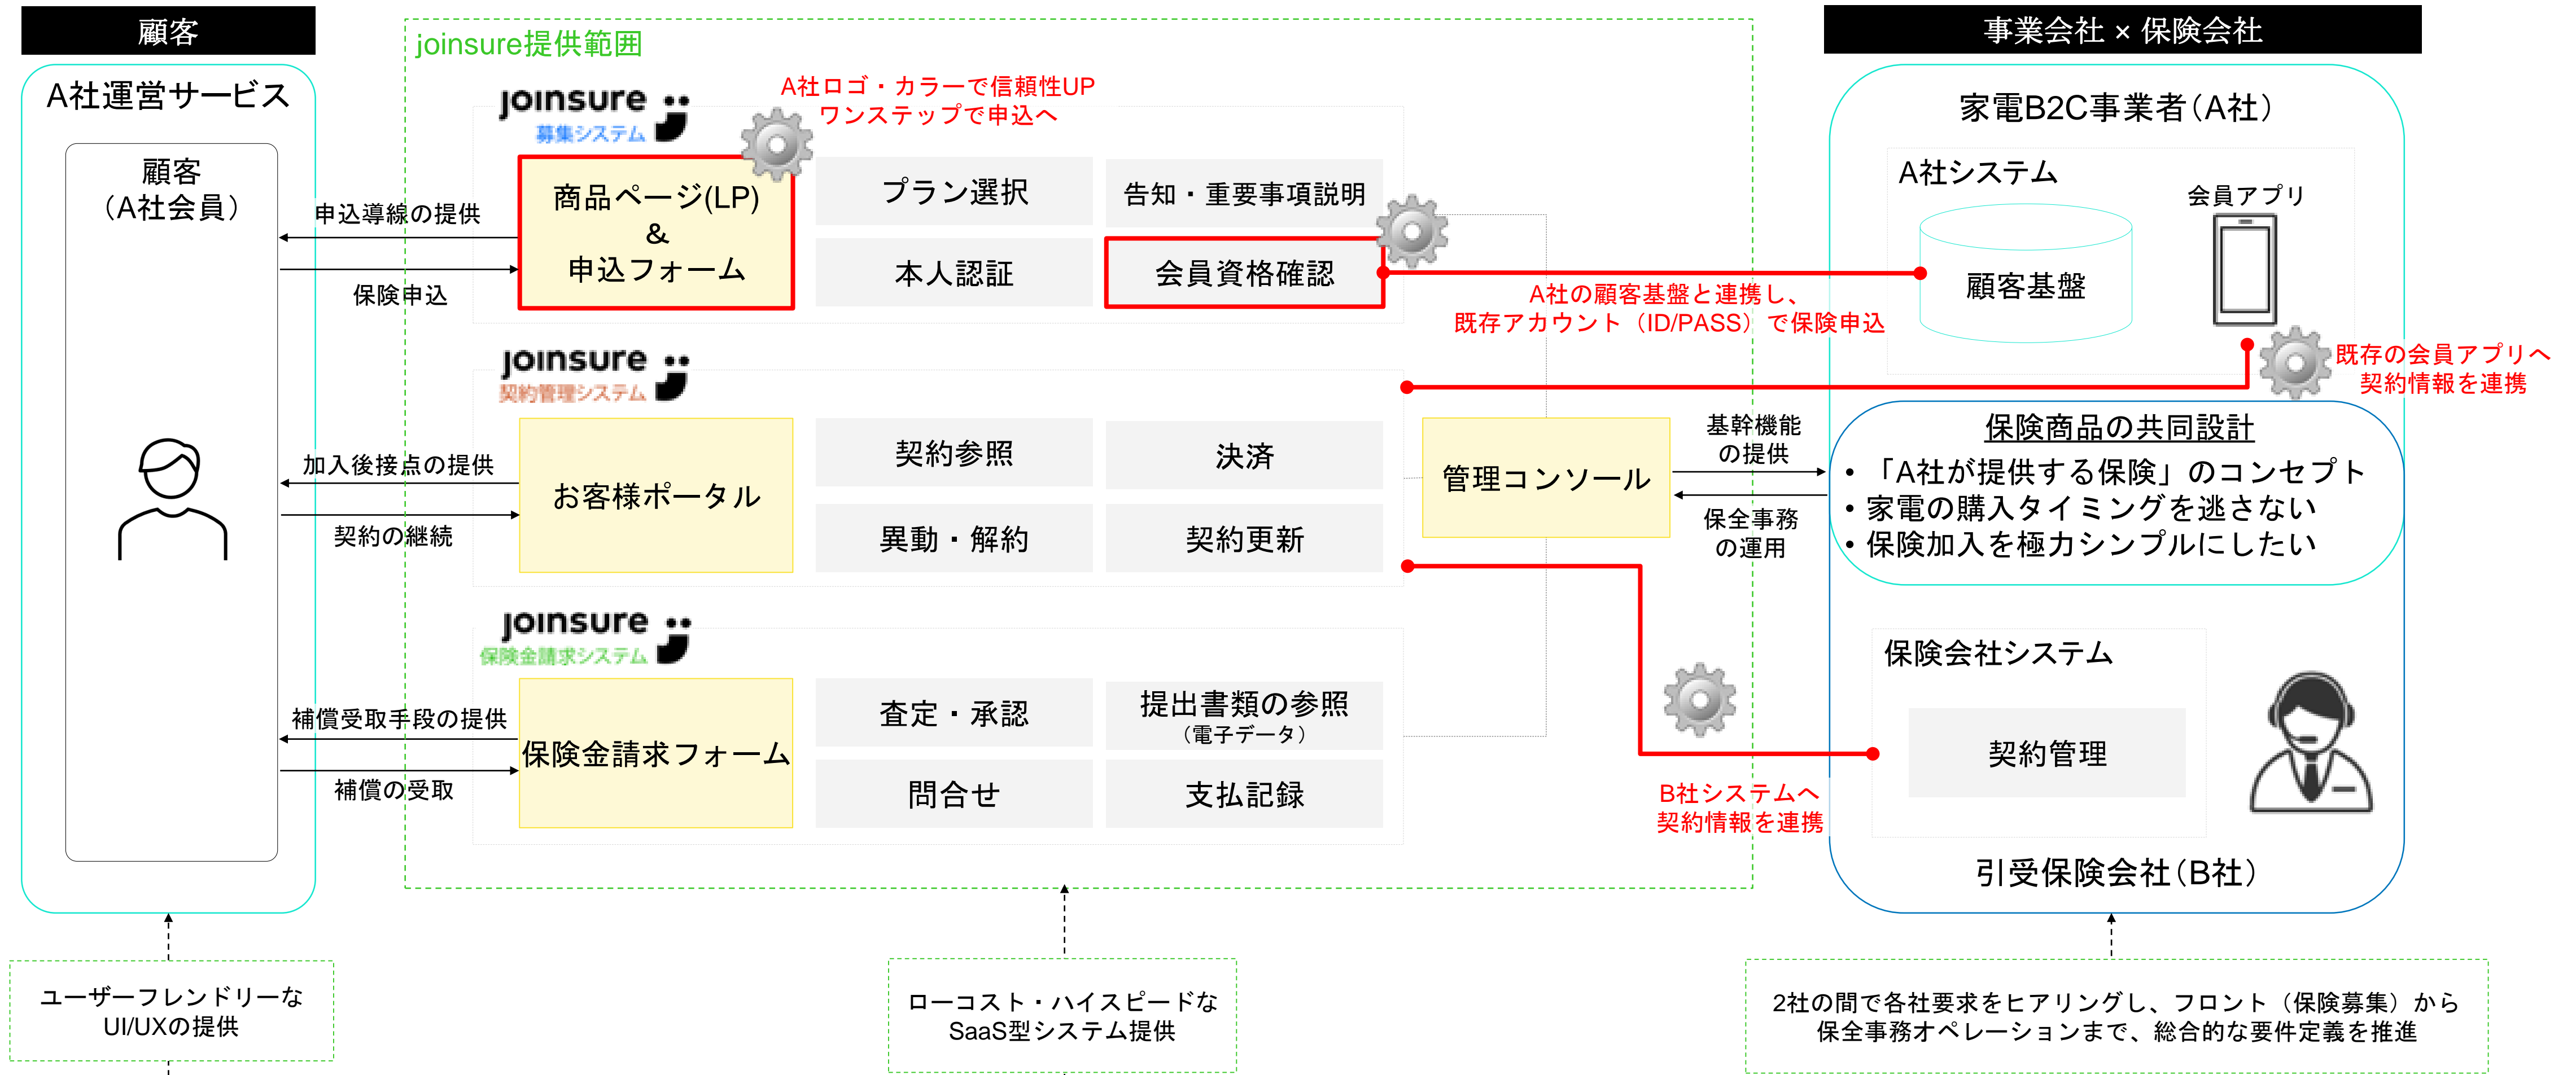 顧客
A社運営サービス
顧客
（A社会員）
申込導線の提供
保険申込
加入後接点の提供
契約の継続
補償受取手段の提供
補償の受取
joinsure提供範囲
joinsure
募集システム
A社ロゴ・カラーで信頼性UP
ワンステップで申込へ
商品ページ(LP)
&
申込フォーム
プラン選択
告知・重要事項説明
本人認証
会員資格確認
A社の顧客基盤と連携し、
既存アカウント（ID/PASS）で保険申込
joinsure
契約管理システム
お客様ポータル
契約参照
決済
異動・解約
契約更新
管理コンソール
基幹機能
の提供
保全事務
の運用
joinsure
保険金請求システム
保険金請求フォーム
査定・承認
提出書類の参照
（電子データ）
問合せ
支払記録
B社システムへ
契約情報を連携
事業会社 × 保険会社
家電B2C事業者（A社）
A社システム
会員アプリ
顧客基盤
既存の会員アプリへ
契約情報を連携
保険商品の共同設計
• 「A社が提供する保険」のコンセプト
• 家電の購入タイミングを逃さない
• 保険加入を極力シンプルにしたい
保険会社システム
契約管理
引受保険会社（B社）
ユーザーフレンドリーな
UI/UXの提供
ローコスト・ハイスピードな
SaaS型システム提供
2社の間で各社要求をヒアリングし、フロント（保険募集）から
保全事務オペレーションまで、総合的な要件定義を推進